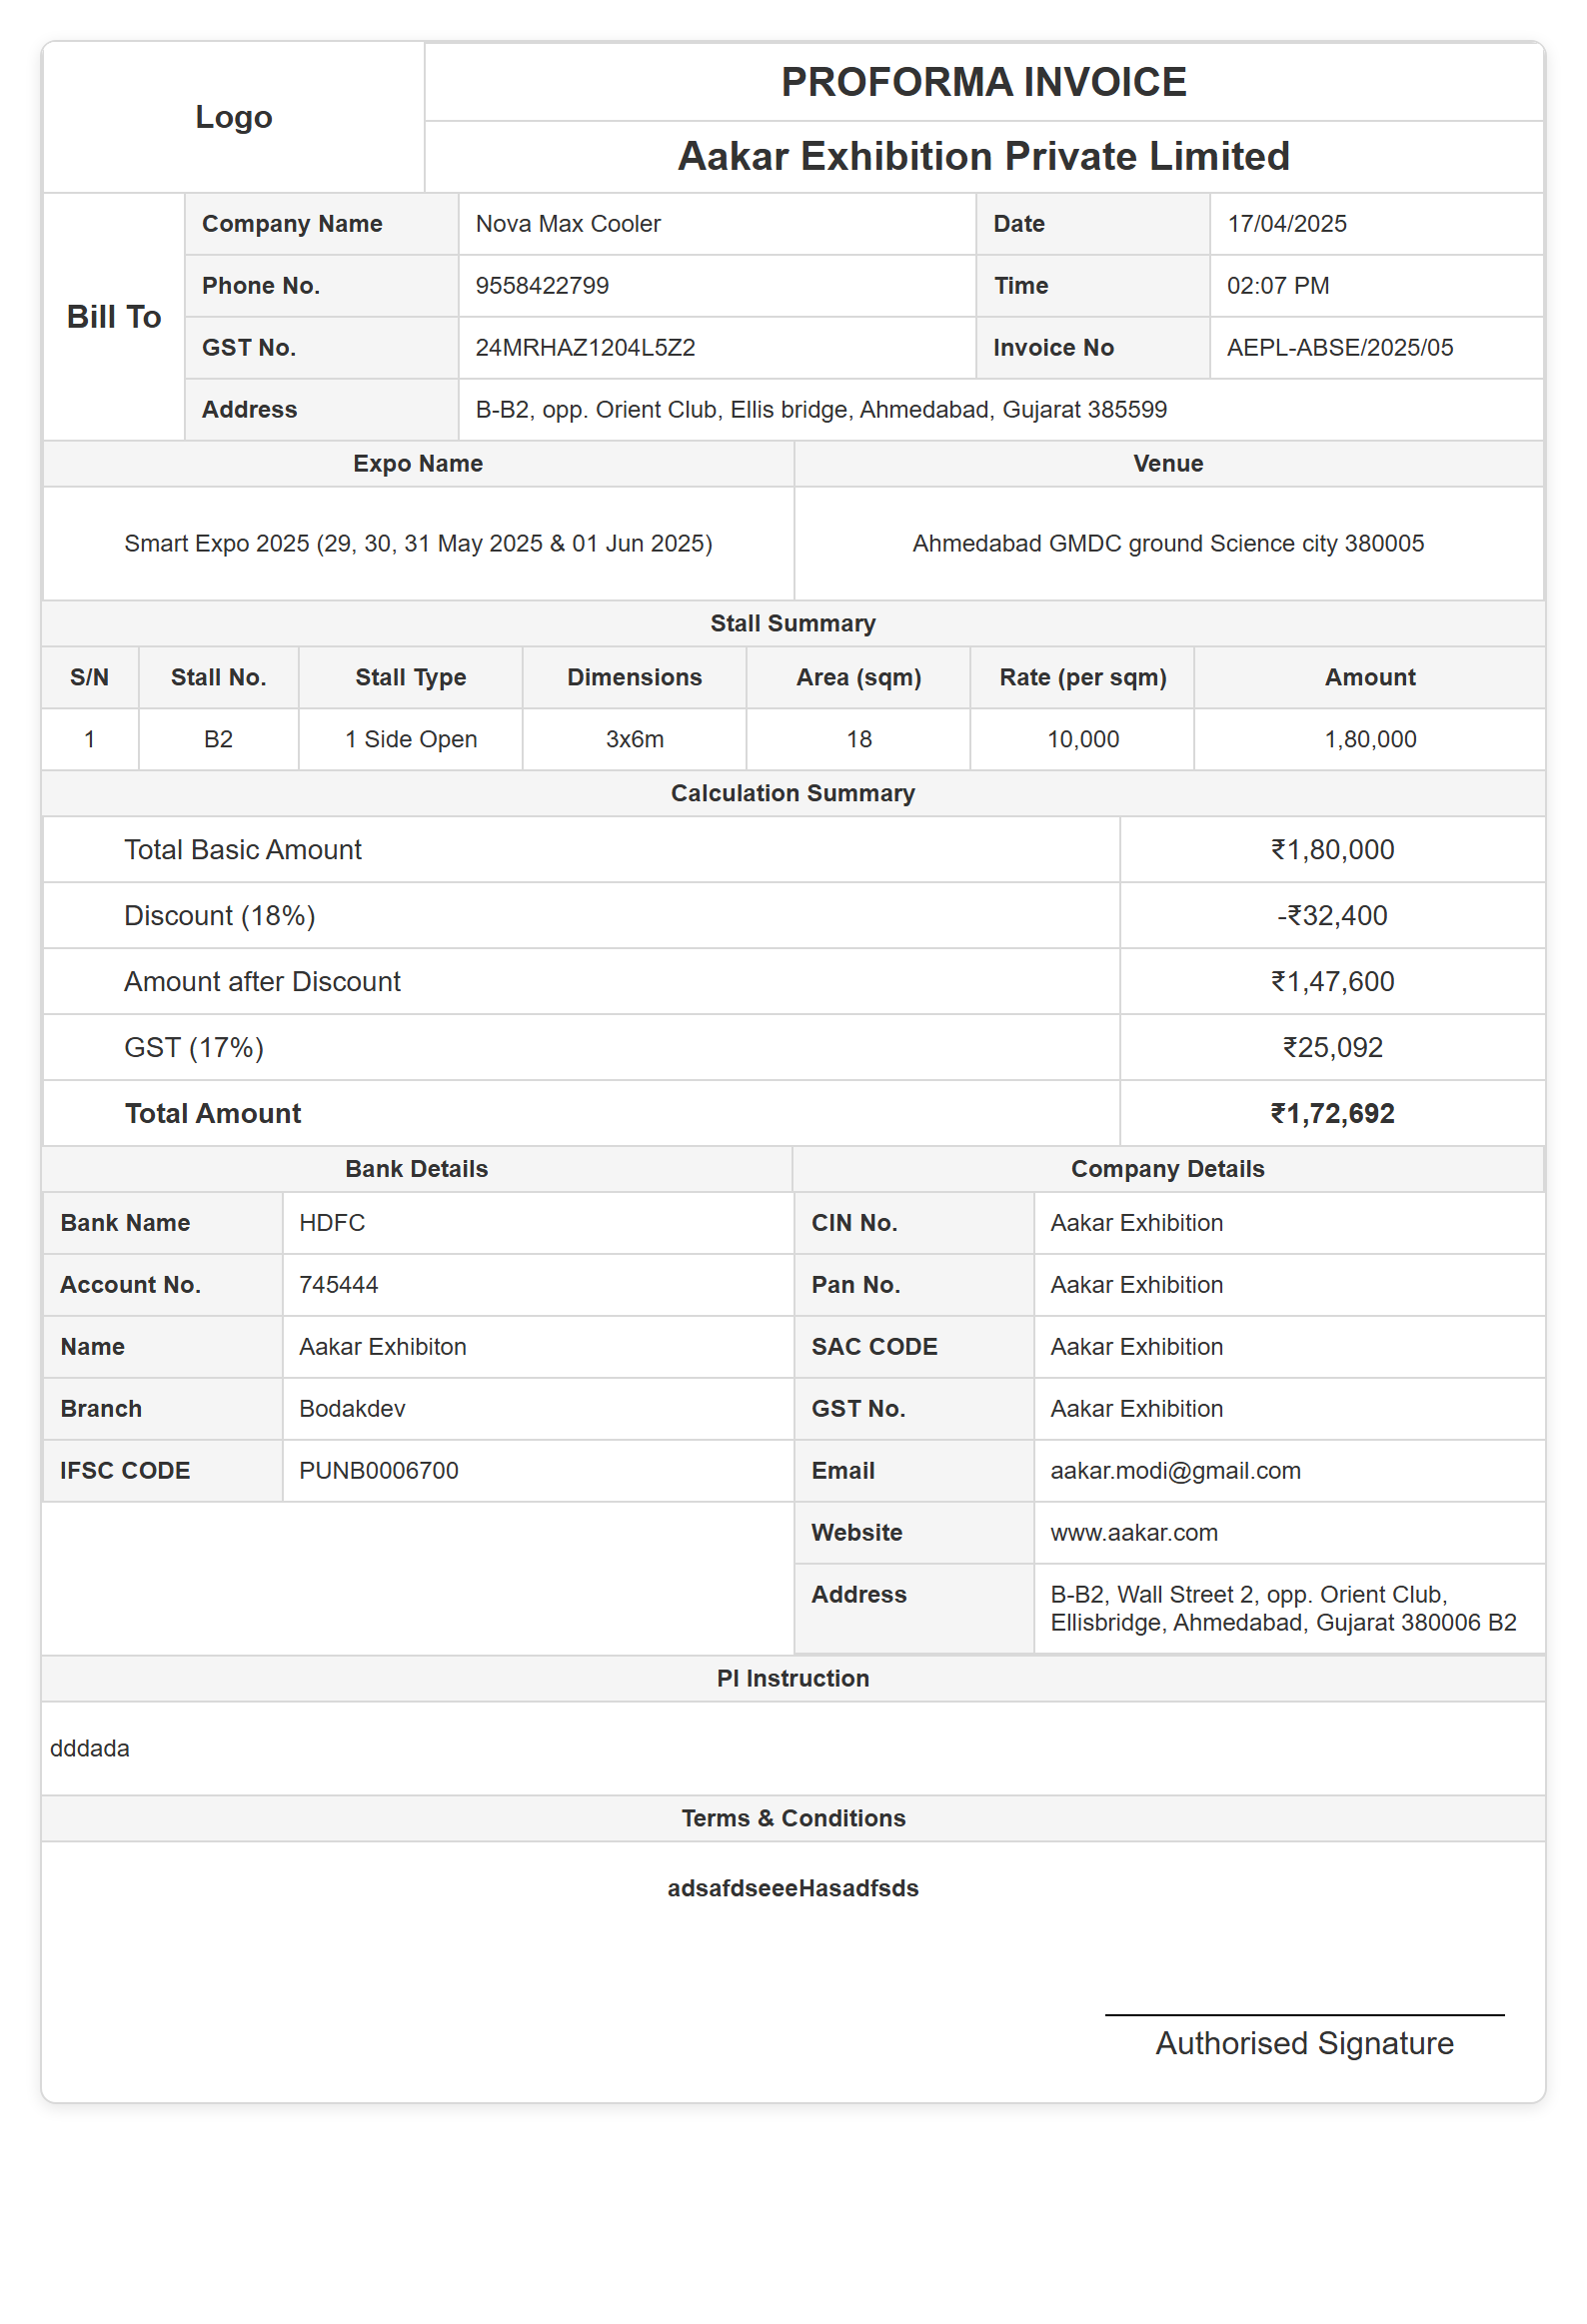 Logo
PROFORMA INVOICE
Aakar Exhibition Private Limited
Bill To
Company Name Nova Max Cooler Date 17/04/2025
Phone No. 9558422799 Time 02:07 PM
GST No. 24MRHAZ1204L5Z2 Invoice No AEPL-ABSE/2025/05
Address B-B2, opp. Orient Club, Ellis bridge, Ahmedabad, Gujarat 385599
Expo Name Venue
Smart Expo 2025 (29, 30, 31 May 2025 & 01 Jun 2025) Ahmedabad GMDC ground Science city 380005
Stall Summary
S/N Stall No. Stall Type Dimensions Area (sqm) Rate (per sqm) Amount
1 B2 1 Side Open 3x6m 18 10,000 1,80,000
Calculation Summary
Total Basic Amount ₹1,80,000
Discount (18%) -₹32,400
Amount after Discount ₹1,47,600
GST (17%) ₹25,092
Total Amount ₹1,72,692
Bank Details Company Details
Bank Name HDFC CIN No. Aakar Exhibition
Account No. 745444 Pan No. Aakar Exhibition
Name Aakar Exhibiton SAC CODE Aakar Exhibition
Branch Bodakdev GST No. Aakar Exhibition
IFSC CODE PUNB0006700 Email aakar.modi@gmail.com
Website www.aakar.com
Address B-B2, Wall Street 2, opp. Orient Club,
Ellisbridge, Ahmedabad, Gujarat 380006 B2
PI Instruction
dddada
Terms & Conditions
adsafdseeeHasadfsds
Authorised Signature